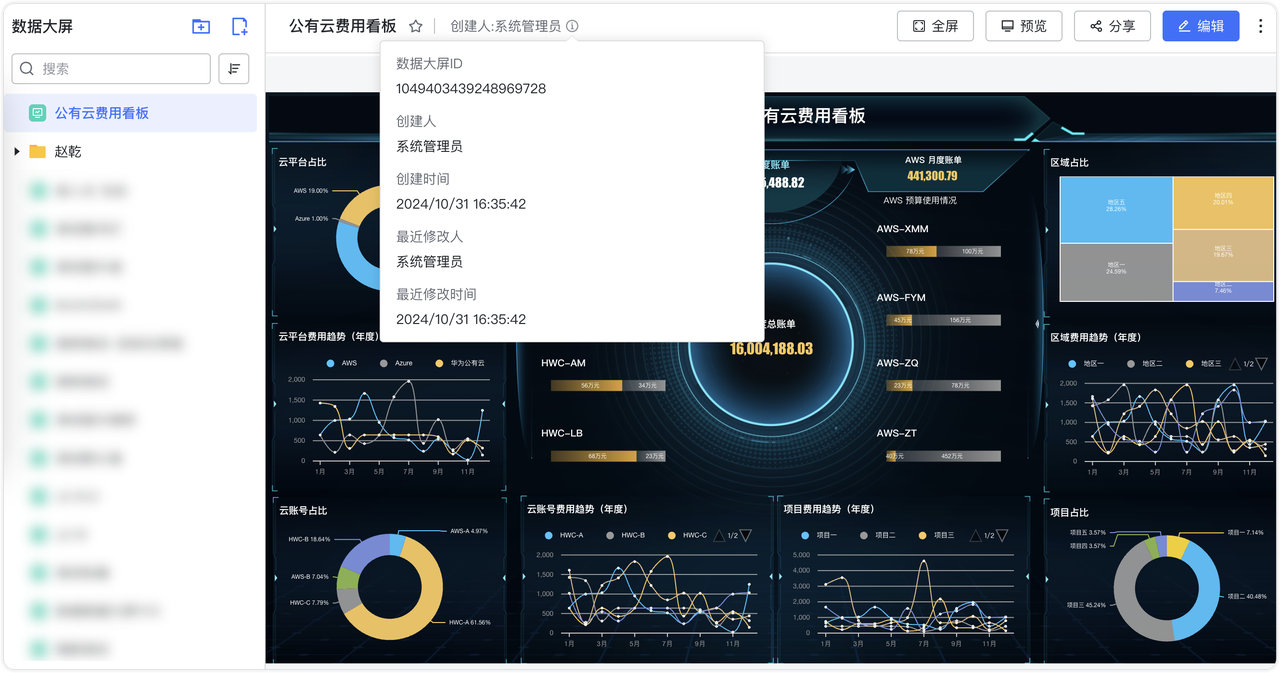 数据大屏
搜索
公有云费用看板
赵乾
公有云费用看板
创建人:系统管理员
全屏
预览
分享
编辑
数据大屏ID
1049403439248969728
创建人
系统管理员
创建时间
2024/10/31 16:35:42
最近修改人
系统管理员
最近修改时间
2024/10/31 16:35:42
有云费用看板
云平台占比
AWS 19.00%
Azure 1.00%
度账单
5,488.82
AWS 月度账单
441,300.79
AWS 预算使用情况
AWS-XMM
78万元
100万元
AWS-FYM
45万元
156万元
AWS-ZQ
23万元
78万元
AWS-ZT
40万元
452万元
度总账单
16,004,188.03
HWC-AM
56万元
34万元
HWC-LB
68万元
23万元
区域占比
地区五
28.26%
地区四
20.01%
地区三
19.67%
地区一
24.59%
地区二
7.46%
云平台费用趋势（年度）
AWS
Azure
华为公有云
2,000
1,500
1,000
500
0
1月
3月
5月
7月
9月
11月
区域费用趋势（年度）
地区一
地区二
地区三
1/2
2,000
1,500
1,000
500
0
1月
3月
5月
7月
9月
11月
云账号占比
AWS-A 4.97%
HWC-B 18.64%
AWS-B 7.04%
HWC-C 7.79%
HWC-A 61.56%
云账号费用趋势（年度）
HWC-A
HWC-B
HWC-C
1/2
2,000
1,500
1,000
500
0
1月
3月
5月
7月
9月
11月
项目费用趋势（年度）
项目一
项目二
项目三
1/2
5,000
4,000
3,000
2,000
1,000
0
1月
3月
5月
7月
9月
11月
项目占比
项目五 3.57%
项目四 3.57%
项目一 7.14%
项目三 45.24%
项目二 40.48%